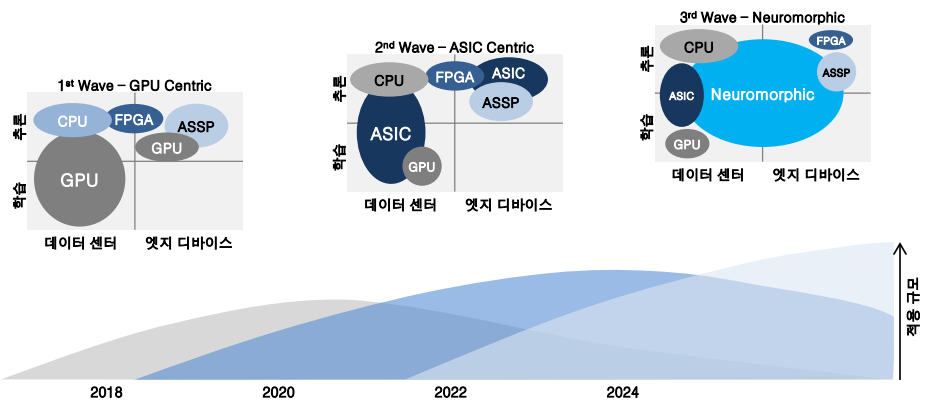 1st Wave – GPU Centric
추론
학습
CPU
FPGA
ASSP
GPU
GPU
데이터 센터
엣지 디바이스
2nd Wave – ASIC Centric
추론
학습
CPU
FPGA
ASIC
ASSP
ASIC
GPU
데이터 센터
엣지 디바이스
3rd Wave – Neuromorphic
추론
학습
CPU
FPGA
ASSP
ASIC
Neuromorphic
GPU
데이터 센터
엣지 디바이스
적용 규모
2018
2020
2022
2024